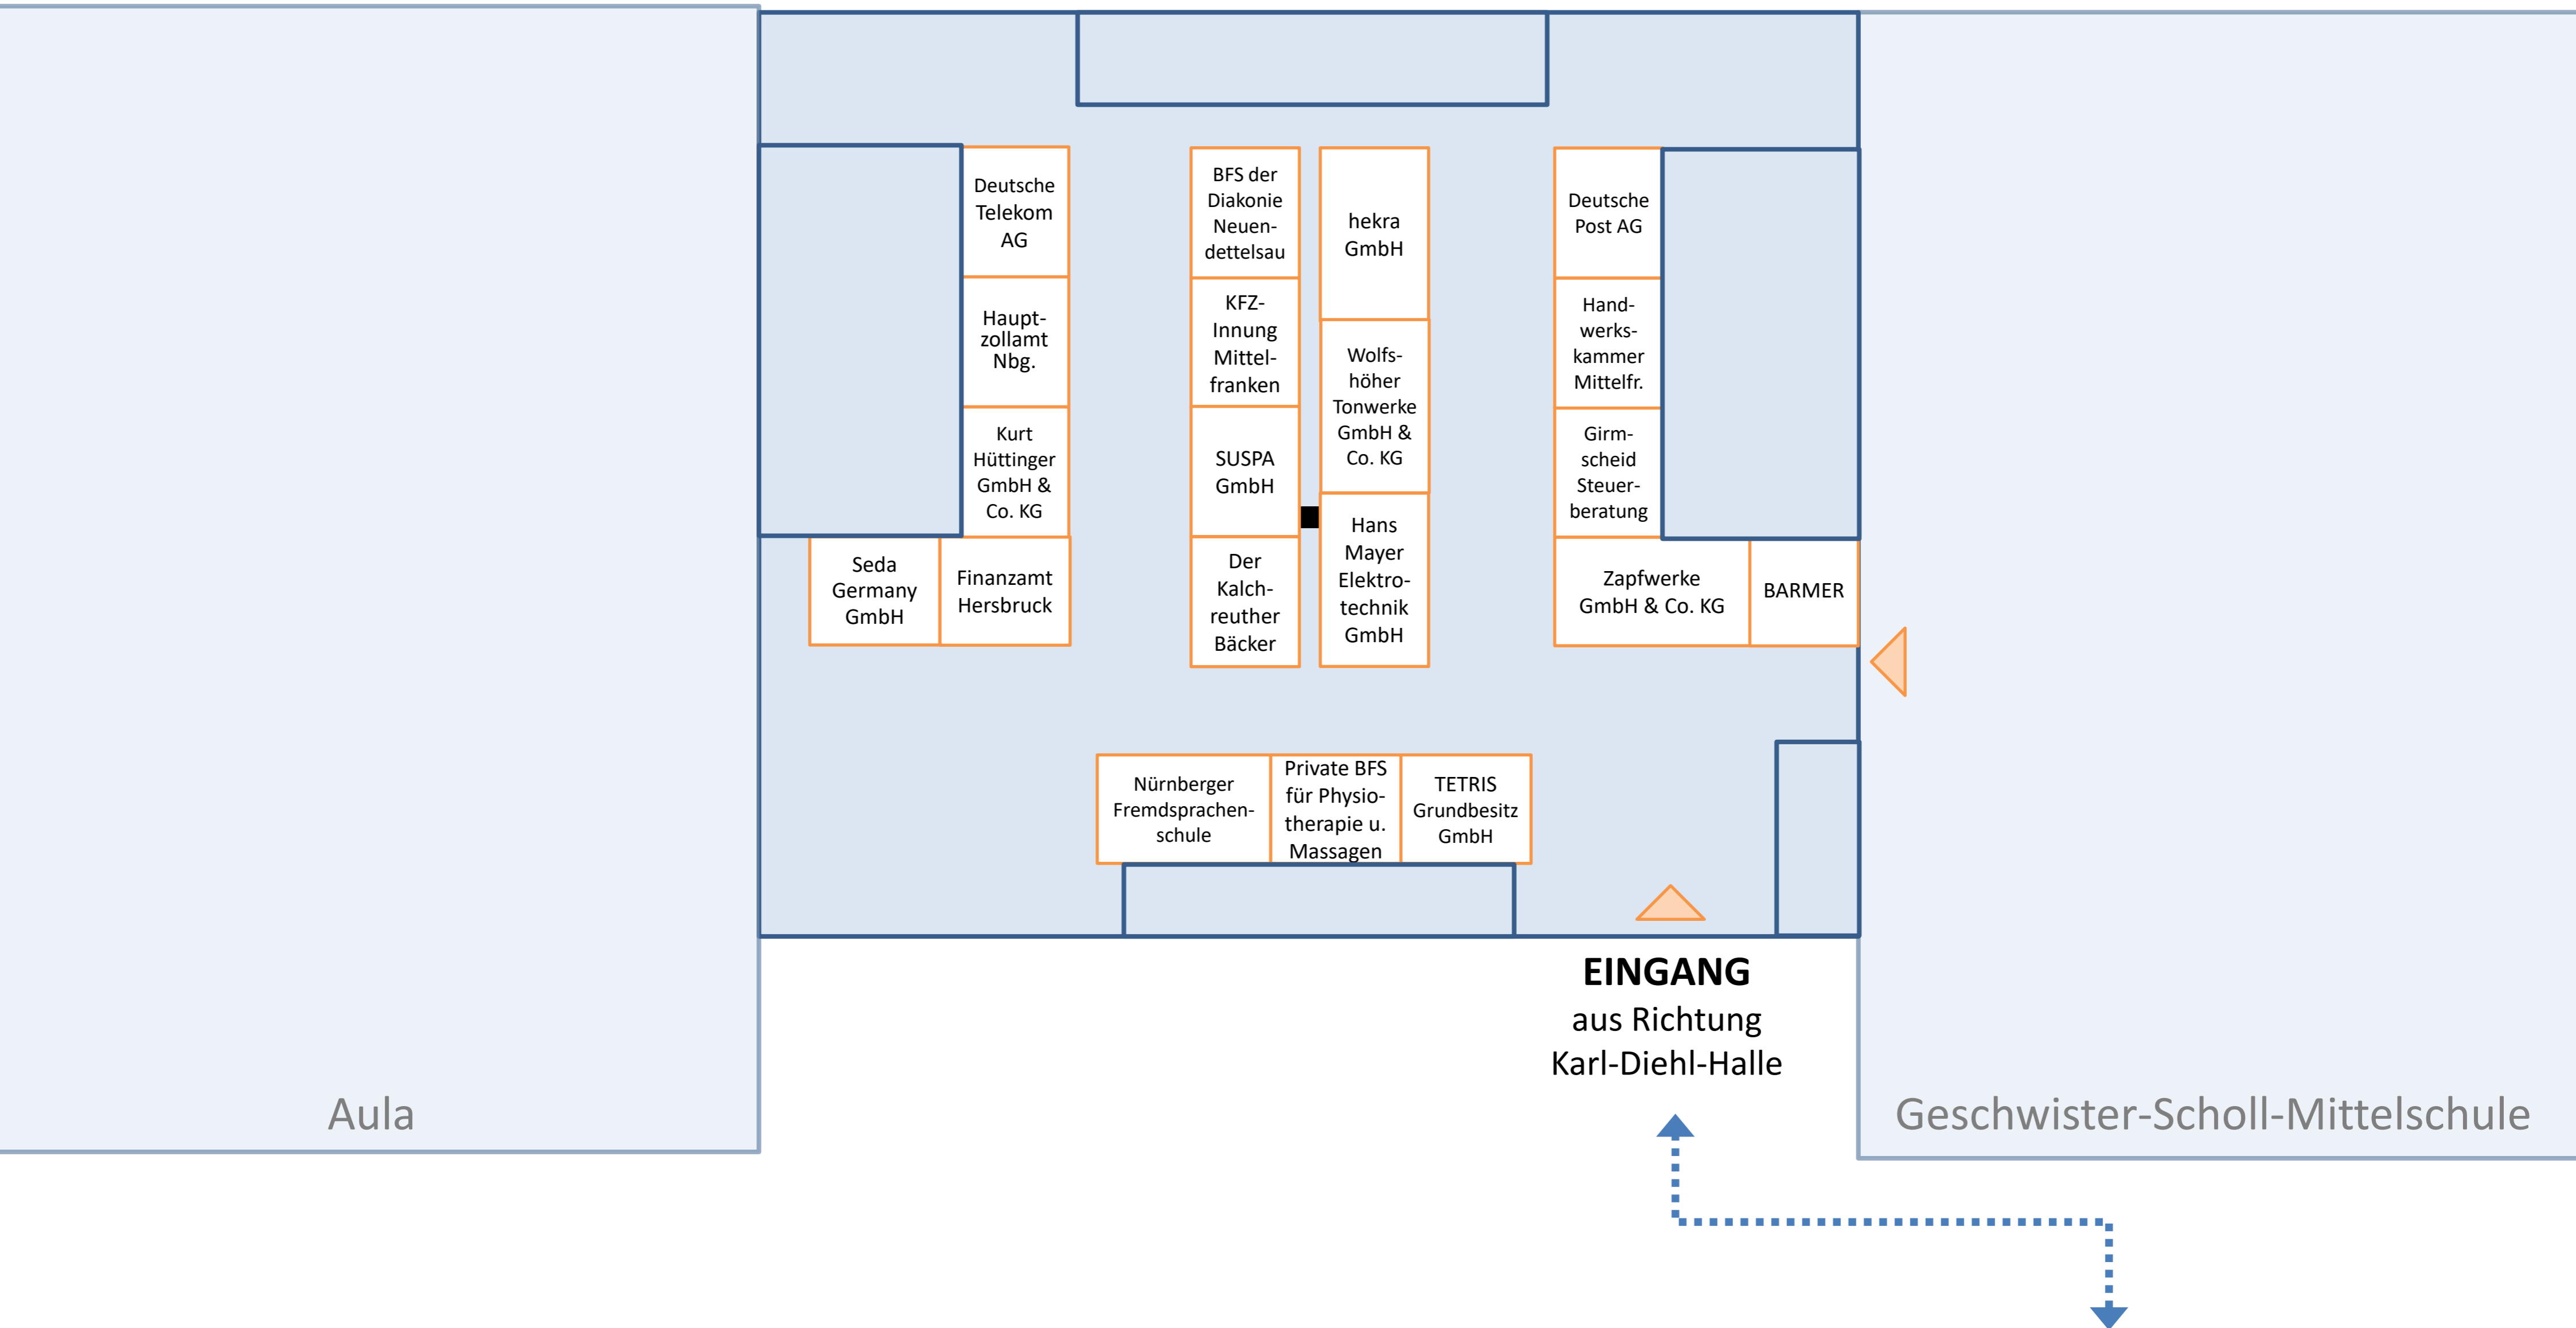 Deutsche
Telekom
AG
Haupt-
zollamt
Nbg.
Kurt
Hüttinger
GmbH &
Co. KG
Seda
Germany
GmbH
Finanzamt
Hersbruck
BFS der
Diakonie
Neuen-
dettelsau
KFZ-
Innung
Mittel-
franken
SUSPA
GmbH
Der
Kalch-
reuther
Bäcker
hekra
GmbH
Wolfs-
höher
Tonwerke
GmbH &
Co. KG
Hans
Mayer
Elektro-
technik
GmbH
Deutsche
Post AG
Hand-
werks-
kammer
Mittelfr.
Girm-
scheid
Steuer-
beratung
Zapfwerke
GmbH & Co. KG
BARMER
Nürnberger
Fremdsprachen-
schule
Private BFS
für Physio-
therapie u.
Massagen
TETRIS
Grundbesitz
GmbH
EINGANG
aus Richtung
Karl-Diehl-Halle
Aula
Geschwister-Scholl-Mittelschule